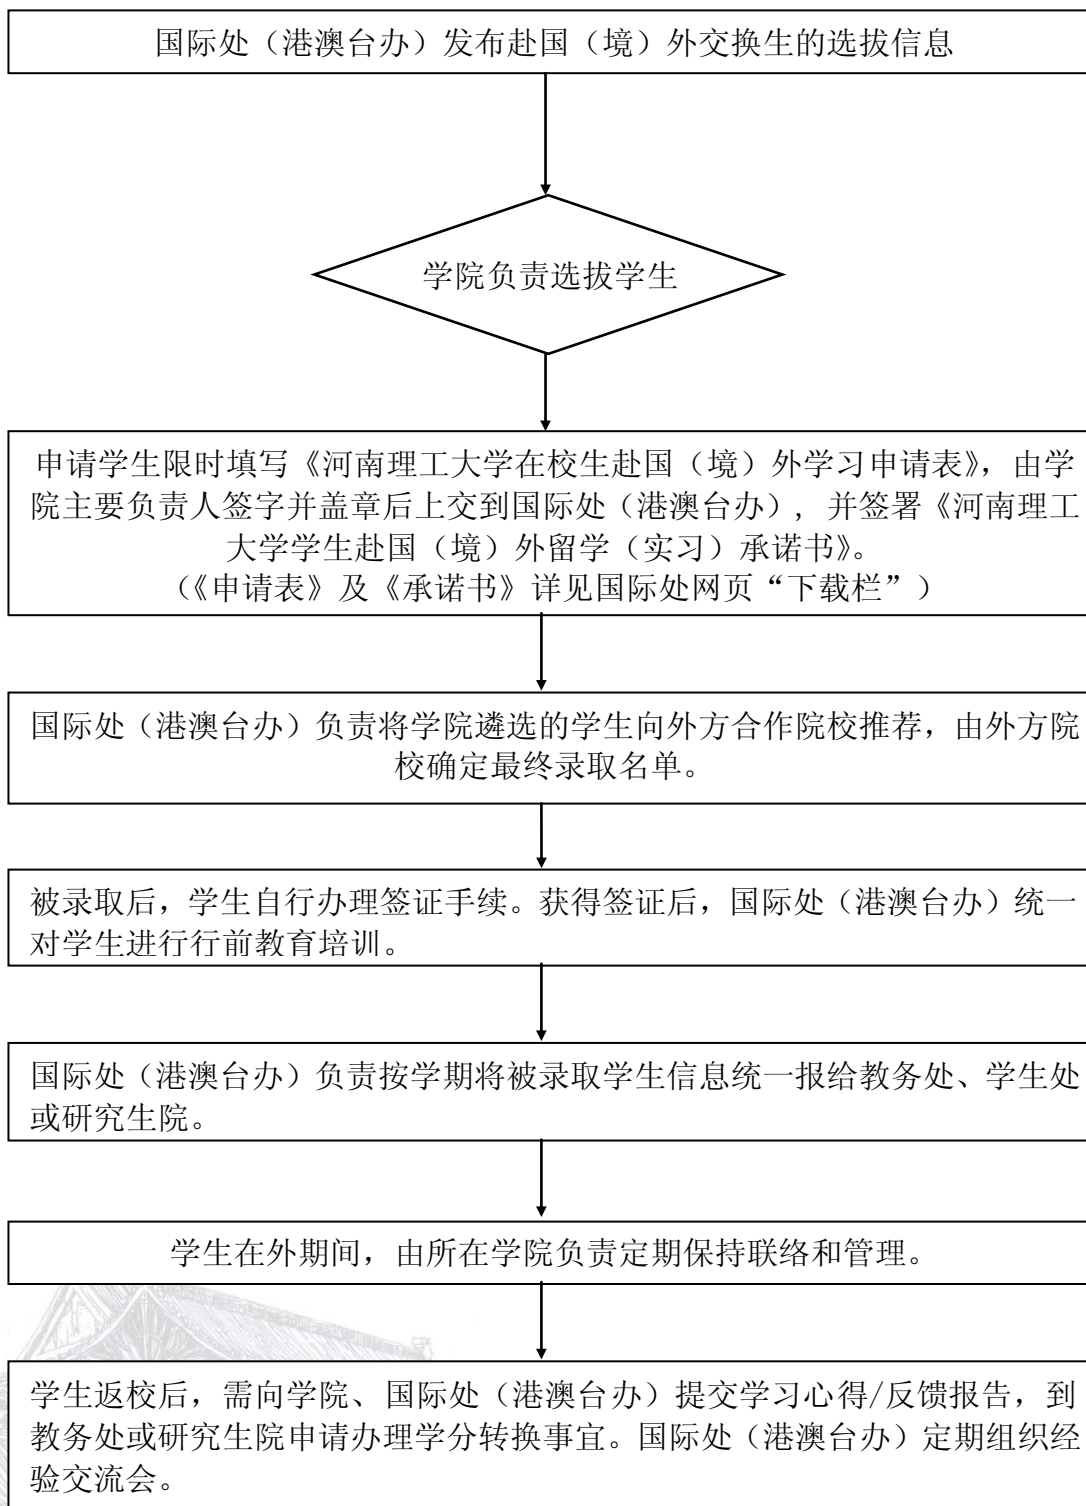 国际处（港澳台办）发布赴国（境）外交换生的选拔信息
学院负责选拔学生
申请学生限时填写《河南理工大学在校生赴国（境）外学习申请表》，由学
院主要负责人签字并盖章后上交到国际处（港澳台办），并签署《河南理工
大学学生赴国（境）外留学（实习）承诺书》。
（《申请表》及《承诺书》详见国际处网页“下载栏”）
国际处（港澳台办）负责将学院遴选的学生向外方合作院校推荐，由外方院
校确定最终录取名单。
被录取后，学生自行办理签证手续。获得签证后，国际处（港澳台办）统一
对学生进行行前教育培训。
国际处（港澳台办）负责按学期将被录取学生信息统一报给教务处、学生处
或研究生院。
学生在外期间，由所在学院负责定期保持联络和管理。
学生返校后，需向学院、国际处（港澳台办）提交学习心得/反馈报告，到
教务处或研究生院申请办理学分转换事宜。国际处（港澳台办）定期组织经
验交流会。